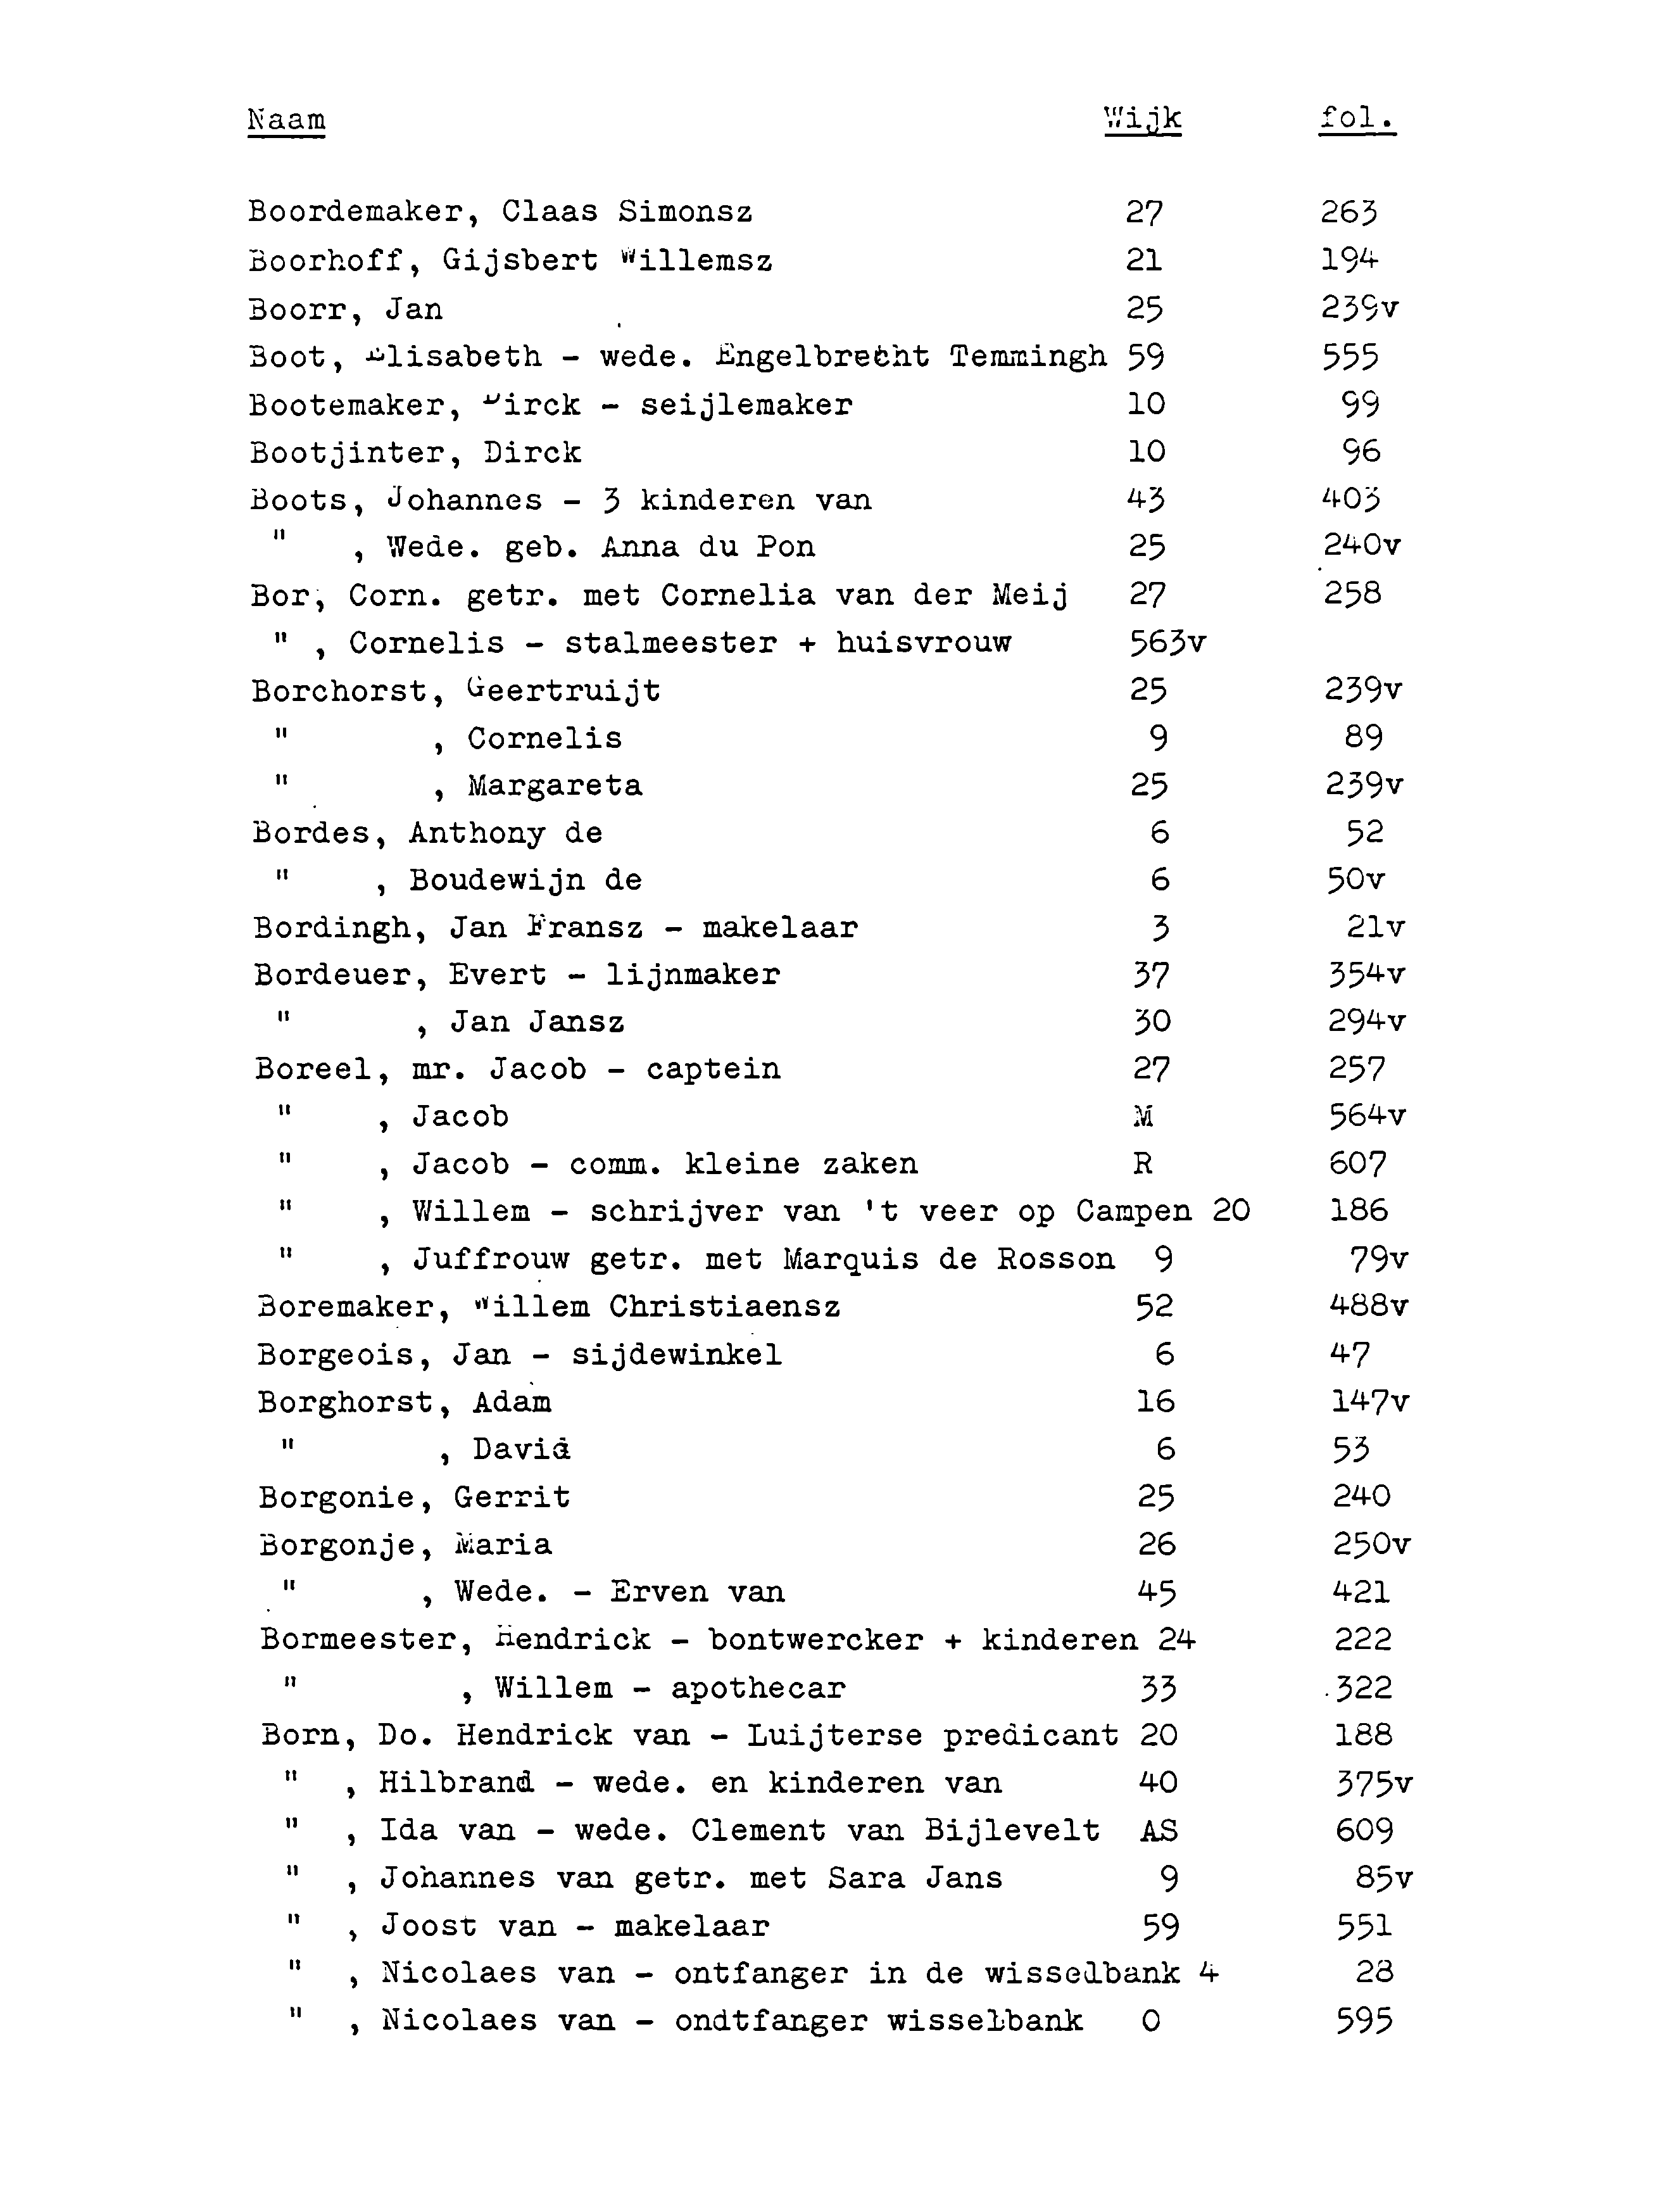 Naam Wijk fol.
Boordemaker, Claas Simonsz 27 263
Boorhoff, Gijsbert Willemsz 21 194
Boorr, Jan 25 239v
Boot, Elisabeth - wede. Engelbrecht Temmingh 59 555
Bootemaker, Dirck - seijlemaker 10 99
Bootjinter, Dirck 10 96
Boots, Johannes - 3 kinderen van 43 403
" , Wede. geb. Anna du Pon 25 240v
Bor, Corn. getr. met Cornelia van der Meij 27 258
" , Cornelis - stalmeester + huisvrouw 563v
Borchorst, Geertruijt 25 239v
" , Cornelis 9 89
" , Margareta 25 239v
Bordes, Anthony de 6 52
" , Boudewijn de 6 50v
Bordingh, Jan Fransz - makelaar 3 21v
Bordeuer, Evert - lijnmaker 37 354v
" , Jan Jansz 30 294v
Boreel, mr. Jacob - captein 27 257
" , Jacob M 564v
" , Jacob - comm. kleine zaken R 607
" , Willem - schrijver van 't veer op Campen 20 186
" , Juffrouw getr. met Marquis de Rosson 9 79v
Boremaker, Willem Christiaensz 52 488v
Borgeois, Jan - sijdewinkel 6 47
Borghorst, Adam 16 147v
" , David 6 53
Borgonie, Gerrit 25 240
Borgonje, Maria 26 250v
" , Wede. - Erven van 45 421
Bormeester, Hendrick - bontwercker + kinderen 24 222
" , Willem - apothecar 33 322
Born, Do. Hendrick van - Luijterse predicant 20 188
" , Hilbrand - wede. en kinderen van 40 375v
" , Ida van - wede. Clement van Bijlevelt AS 609
" , Johannes van getr. met Sara Jans 9 85v
" , Joost van - makelaar 59 551
" , Nicolaes van - ontfanger in de wisselbank 4 28
" , Nicolaes van - ondtfanger wisselbank O 595